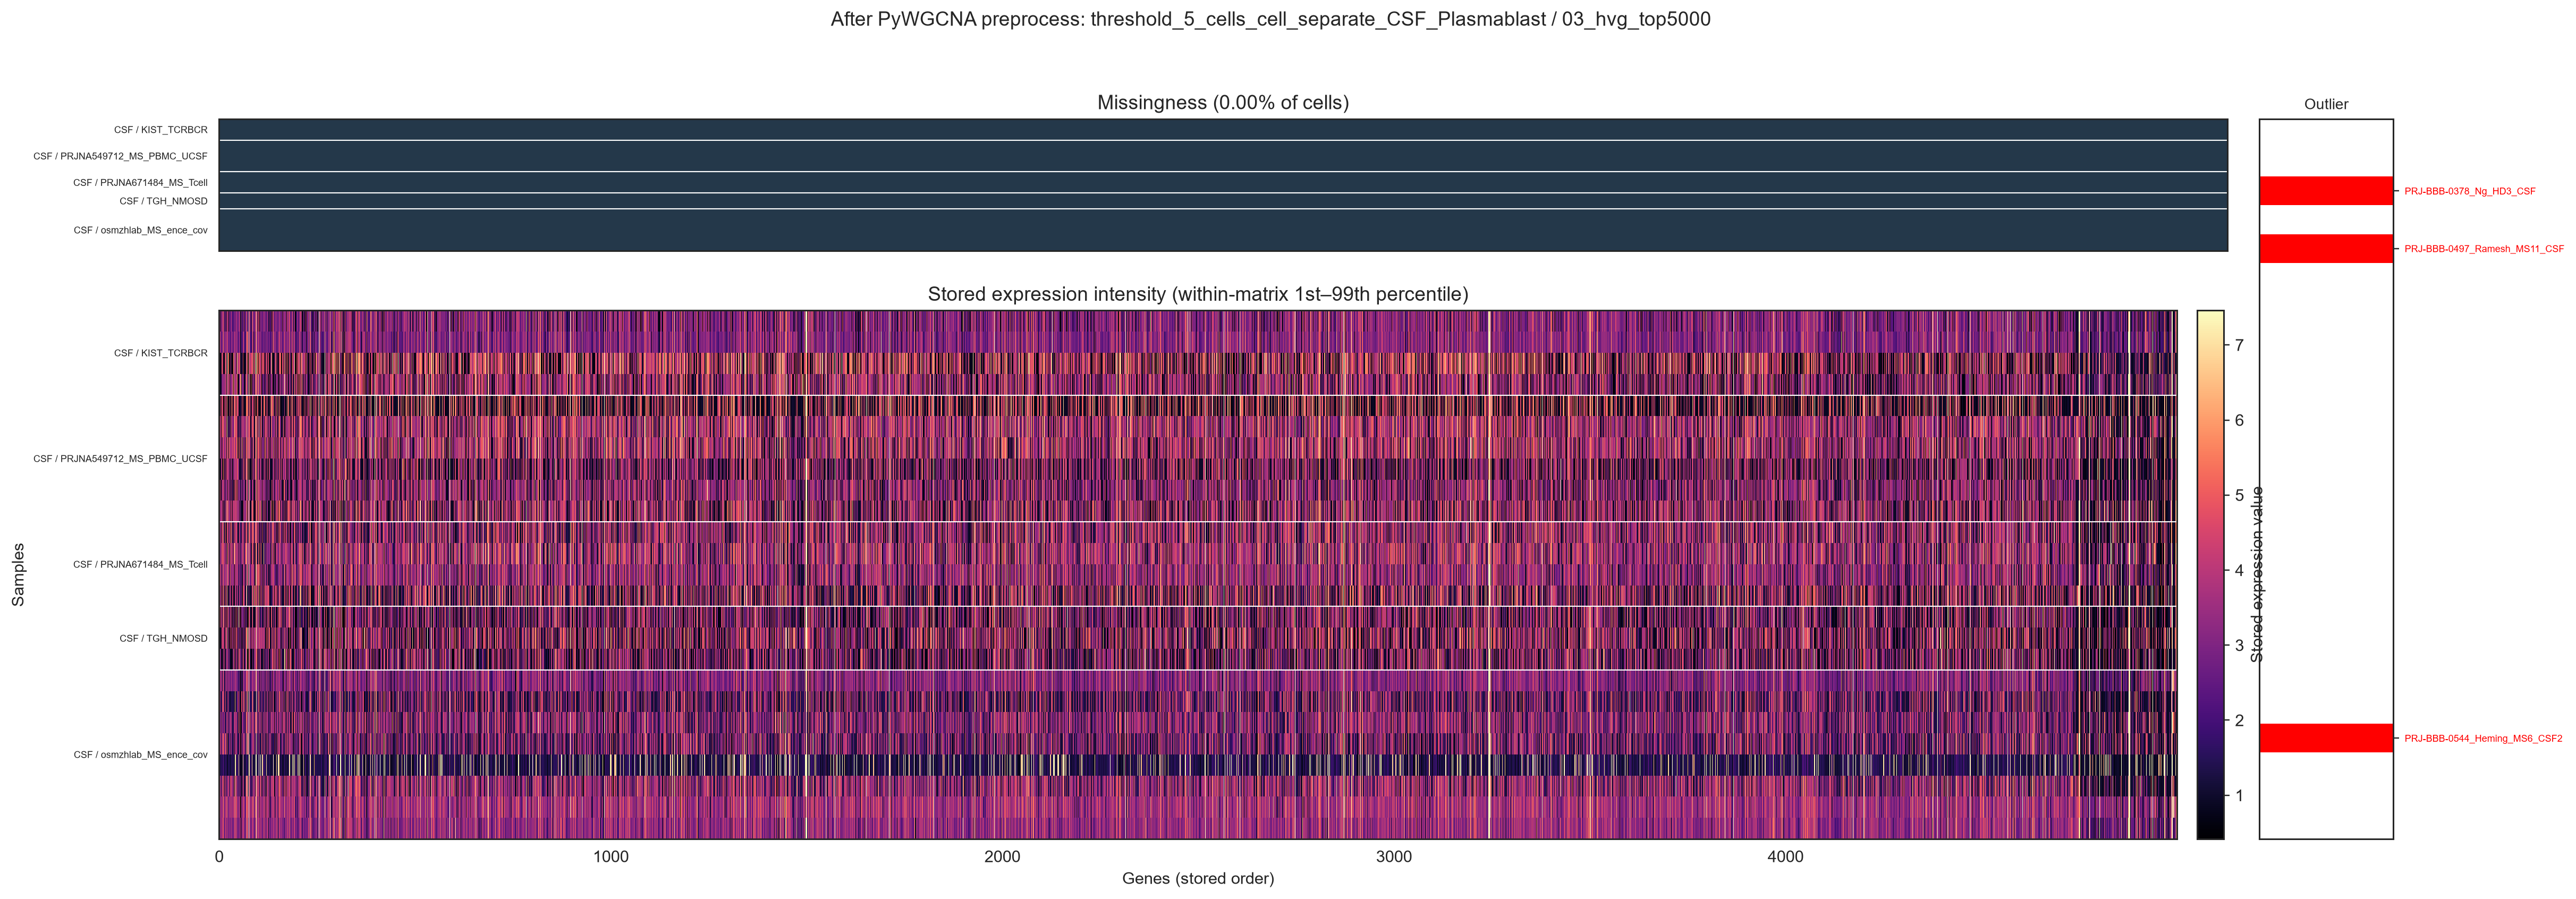 After PyWGCNA preprocess: threshold_5_cells_cell_separate_CSF_Plasmablast / 03_hvg_top5000
Missingness (0.00% of cells)
Outlier
CSF / KIST_TCRBCR
CSF / PRJNA549712_MS_PBMC_UCSF
CSF / PRJNA671484_MS_Tcell
CSF / TGH_NMOSD
CSF / osmzhlab_MS_ence_cov
PRJ-BBB-0378_Ng_HD3_CSF
PRJ-BBB-0497_Ramesh_MS11_CSF
PRJ-BBB-0544_Heming_MS6_CSF2
Stored expression intensity (within-matrix 1st–99th percentile)
Samples
CSF / KIST_TCRBCR
CSF / PRJNA549712_MS_PBMC_UCSF
CSF / PRJNA671484_MS_Tcell
CSF / TGH_NMOSD
CSF / osmzhlab_MS_ence_cov
7
6
5
4
3
2
1
Stored expression value
0 1000 2000 3000 4000
Genes (stored order)